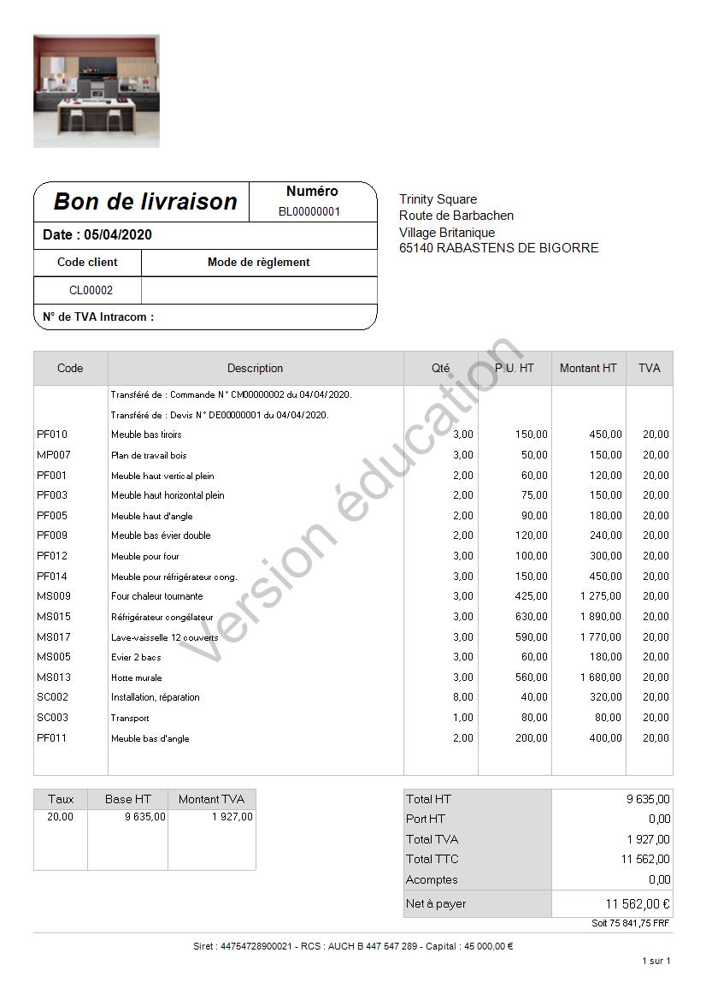 Bon de livraison
Numéro
BL00000001
Date : 05/04/2020
Code client Mode de règlement
CL00002
N° de TVA Intracom :
Trinity Square
Route de Barbachen
Village Britanique
65140 RABASTENS DE BIGORRE
Code Description Qté P.U. HT Montant HT TVA
Transféré de : Commande N° CM00000002 du 04/04/2020.
Transféré de : Devis N° DE00000001 du 04/04/2020.
PF010 Meuble bas tiroirs 3,00 150,00 450,00 20,00
MP007 Plan de travail bois 3,00 50,00 150,00 20,00
PF001 Meuble haut vertical plein 2,00 60,00 120,00 20,00
PF003 Meuble haut horizontal plein 2,00 75,00 150,00 20,00
PF005 Meuble haut d'angle 2,00 90,00 180,00 20,00
PF009 Meuble bas évier double 2,00 120,00 240,00 20,00
PF012 Meuble pour four 3,00 100,00 300,00 20,00
PF014 Meuble pour réfrigérateur cong. 3,00 150,00 450,00 20,00
MS009 Four chaleur tournante 3,00 425,00 1 275,00 20,00
MS015 Réfrigérateur congélateur 3,00 630,00 1 890,00 20,00
MS017 Lave-vaisselle 12 couverts 3,00 590,00 1 770,00 20,00
MS005 Evier 2 bacs 3,00 60,00 180,00 20,00
MS013 Hotte murale 3,00 560,00 1 680,00 20,00
SC002 Installation, réparation 8,00 40,00 320,00 20,00
SC003 Transport 1,00 80,00 80,00 20,00
PF011 Meuble bas d'angle 2,00 200,00 400,00 20,00
Version éducation
Taux Base HT Montant TVA
20,00 9 635,00 1 927,00
Total HT 9 635,00
Port HT 0,00
Total TVA 1 927,00
Total TTC 11 562,00
Acomptes 0,00
Net à payer 11 562,00 €
Soit 75 841,75 FRF
Siret : 44754728900021 - RCS : AUCH B 447 547 289 - Capital : 45 000,00 €
1 sur 1